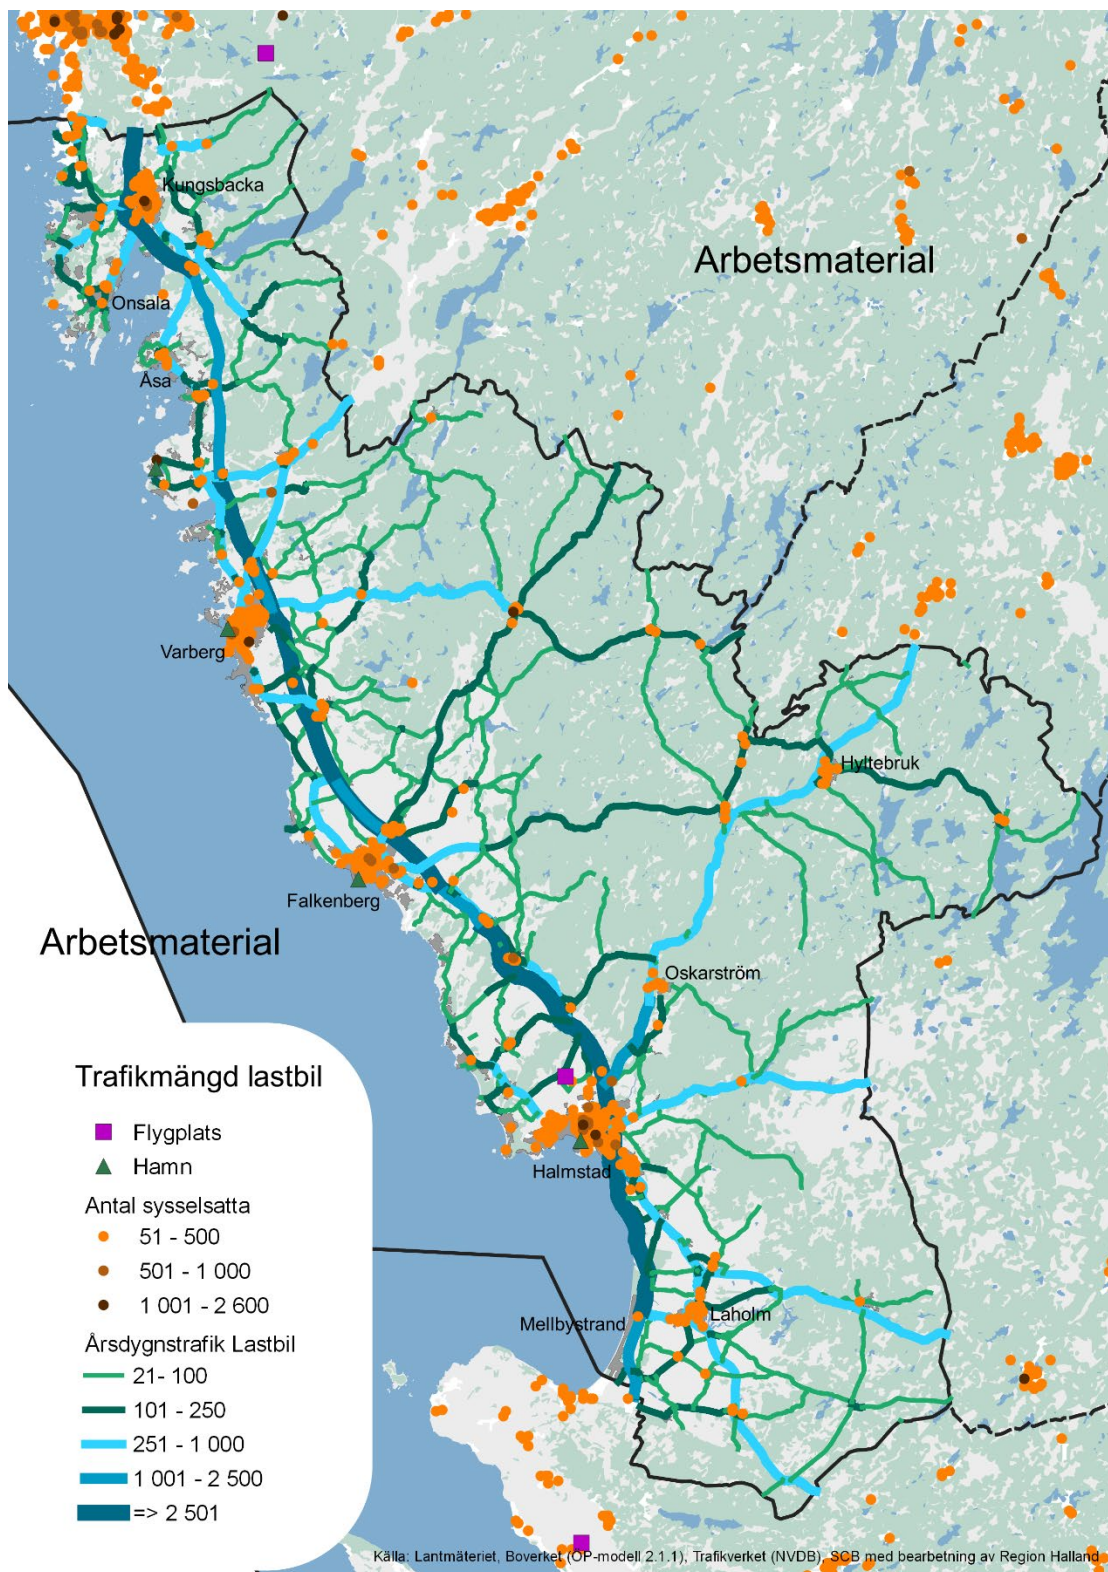 Kungsbacka
Arbetsmaterial
Onsala
Åsa
Varberg
Hyltebruk
Falkenberg
Arbetsmaterial
Oskarström
Trafikmängd lastbil
Flygplats
Hamn
Halmstad
Antal sysselsatta
51 - 500
501 - 1 000
1 001 - 2 600
Laholm
Mellbystrand
Årsdygnstrafik Lastbil
21- 100
101 - 250
251 - 1 000
1 001 - 2 500
=> 2 501
Källa: Lantmäteriet, Boverket (ÖP-modell 2.1.1), Trafikverket (NVDB), SCB med bearbetning av Region Halland